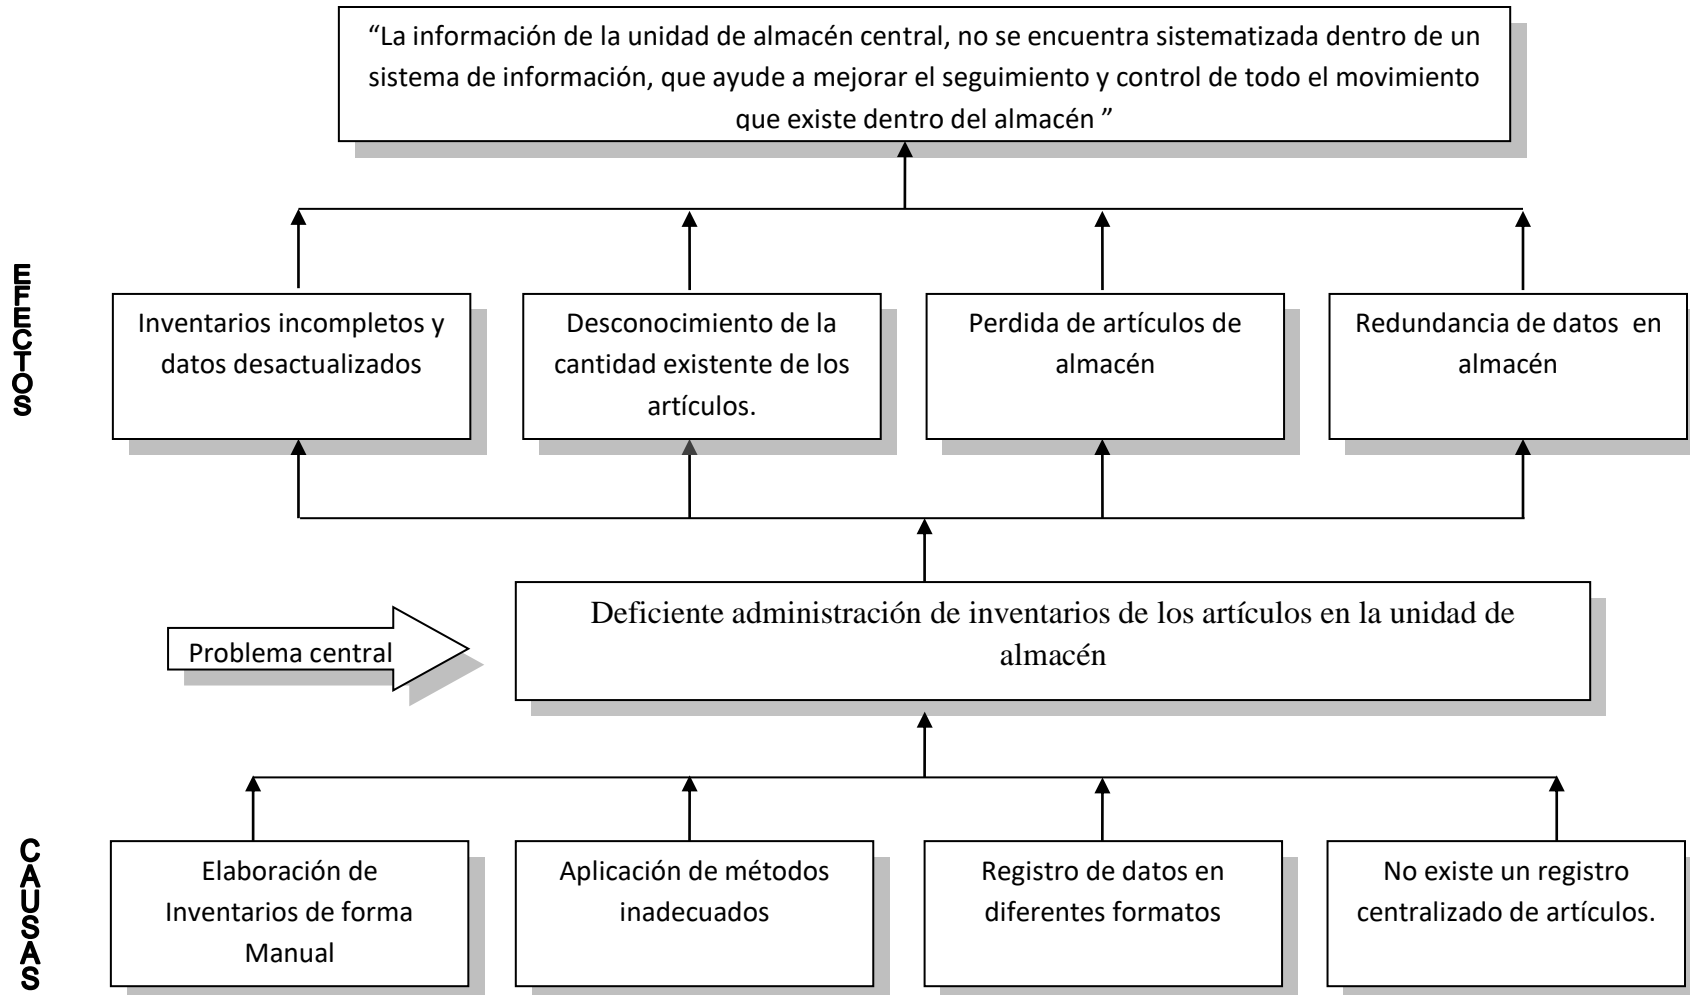 “La información de la unidad de almacén central, no se encuentra sistematizada dentro de un
sistema de información, que ayude a mejorar el seguimiento y control de todo el movimiento
que existe dentro del almacén ”
EFECTOS
Inventarios incompletos y
datos desactualizados
Desconocimiento de la
cantidad existente de los
artículos.
Perdida de artículos de
almacén
Redundancia de datos  en
almacén
Problema central
Deficiente administración de inventarios de los artículos en la unidad de
almacén
CAUSAS
Elaboración de
Inventarios de forma
Manual
Aplicación de métodos
inadecuados
Registro de datos en
diferentes formatos
No existe un registro
centralizado de artículos.